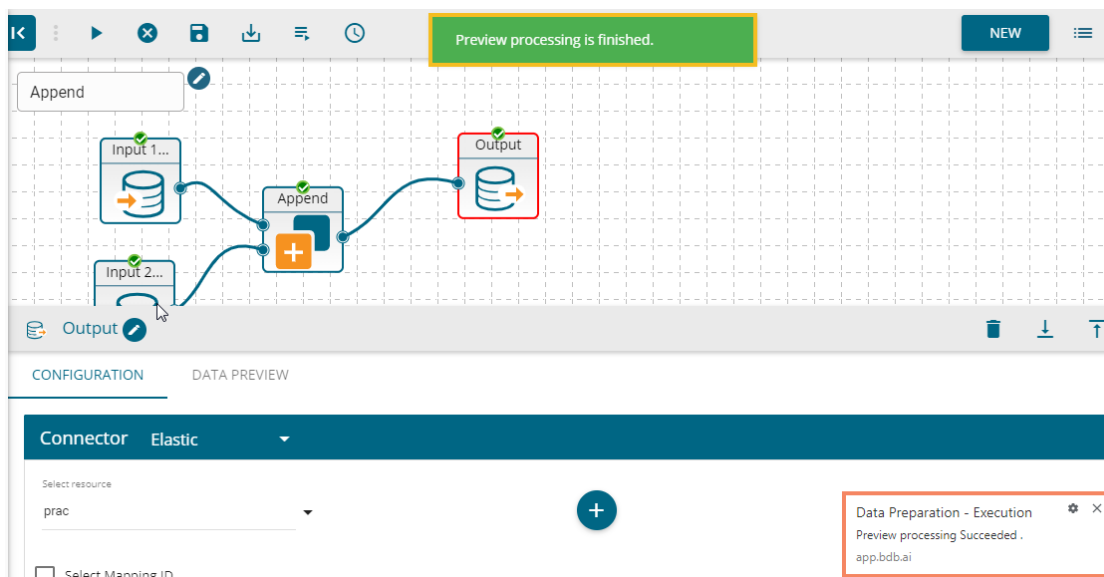 Preview processing is finished.
NEW
Append
Input 1...
Output
Append
Input 2...
Output
CONFIGURATION
DATA PREVIEW
Connector Elastic
Select resource
prac
Data Preparation - Execution
Preview processing Succeeded .
app.bdb.ai
Select Mapping ID